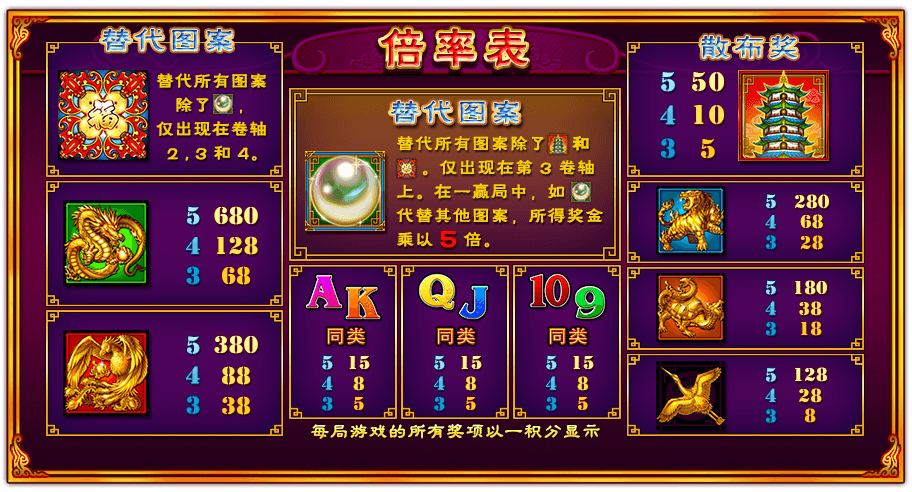 倍率表
替代图案
替代所有图案
除了 ,
仅出现在卷轴
2,3 和 4。
福
5 680
4 128
3 68
5 380
4 88
3 38
替代图案
替代所有图案除了 和
。仅出现在第 3 卷轴
上。在一赢局中，如
代替其他图案，所得奖金
乘以 5 倍。
A K
同类
5 15
4 8
3 5
Q J
同类
5 15
4 8
3 5
10 9
同类
5 15
4 8
3 5
每局游戏的所有奖项以一积分显示
散布奖
5 50
4 10
3 5
5 280
4 68
3 28
5 180
4 38
3 18
5 128
4 28
3 8